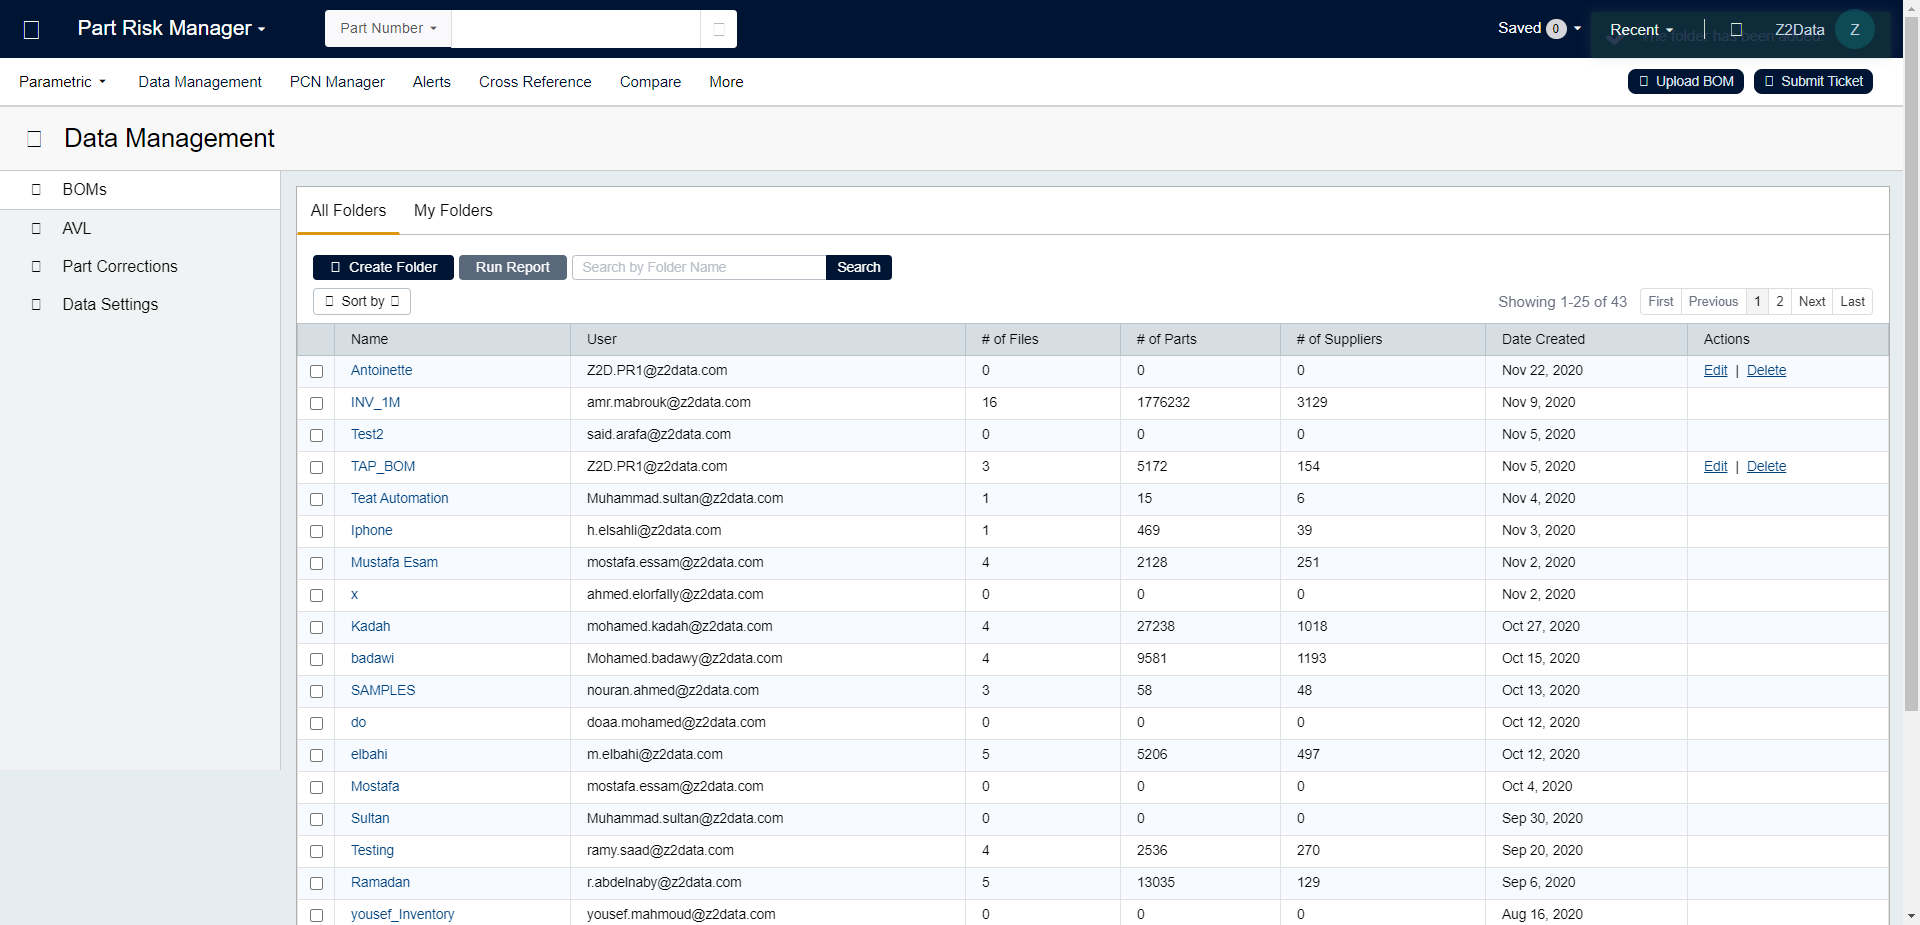 Part Risk Manager
Part Number
Saved 0
Recent
Z2Data
Z
Parametric
Data Management
PCN Manager
Alerts
Cross Reference
Compare
More
Upload BOM
Submit Ticket
Data Management
BOMs
AVL
Part Corrections
Data Settings
All Folders
My Folders
Create Folder
Run Report
Search by Folder Name
Search
Sort by
Showing 1-25 of 43
First Previous 1 2 Next Last
Name User # of Files # of Parts # of Suppliers Date Created Actions
Antoinette Z2D.PR1@z2data.com 0 0 0 Nov 22, 2020 Edit | Delete
INV_1M amr.mabrouk@z2data.com 16 1776232 3129 Nov 9, 2020
Test2 said.arafa@z2data.com 0 0 0 Nov 5, 2020
TAP_BOM Z2D.PR1@z2data.com 3 5172 154 Nov 5, 2020 Edit | Delete
Teat Automation Muhammad.sultan@z2data.com 1 15 6 Nov 4, 2020
Iphone h.elsahli@z2data.com 1 469 39 Nov 3, 2020
Mustafa Esam mostafa.essam@z2data.com 4 2128 251 Nov 2, 2020
x ahmed.elorfally@z2data.com 0 0 0 Nov 2, 2020
Kadah mohamed.kadah@z2data.com 4 27238 1018 Oct 27, 2020
badawi Mohamed.badawy@z2data.com 4 9581 1193 Oct 15, 2020
SAMPLES nouran.ahmed@z2data.com 3 58 48 Oct 13, 2020
do doaa.mohamed@z2data.com 0 0 0 Oct 12, 2020
elbahi m.elbahi@z2data.com 5 5206 497 Oct 12, 2020
Mostafa mostafa.essam@z2data.com 0 0 0 Oct 4, 2020
Sultan Muhammad.sultan@z2data.com 0 0 0 Sep 30, 2020
Testing ramy.saad@z2data.com 4 2536 270 Sep 20, 2020
Ramadan r.abdelnaby@z2data.com 5 13035 129 Sep 6, 2020
yousef_Inventory yousef.mahmoud@z2data.com 0 0 0 Aug 16, 2020